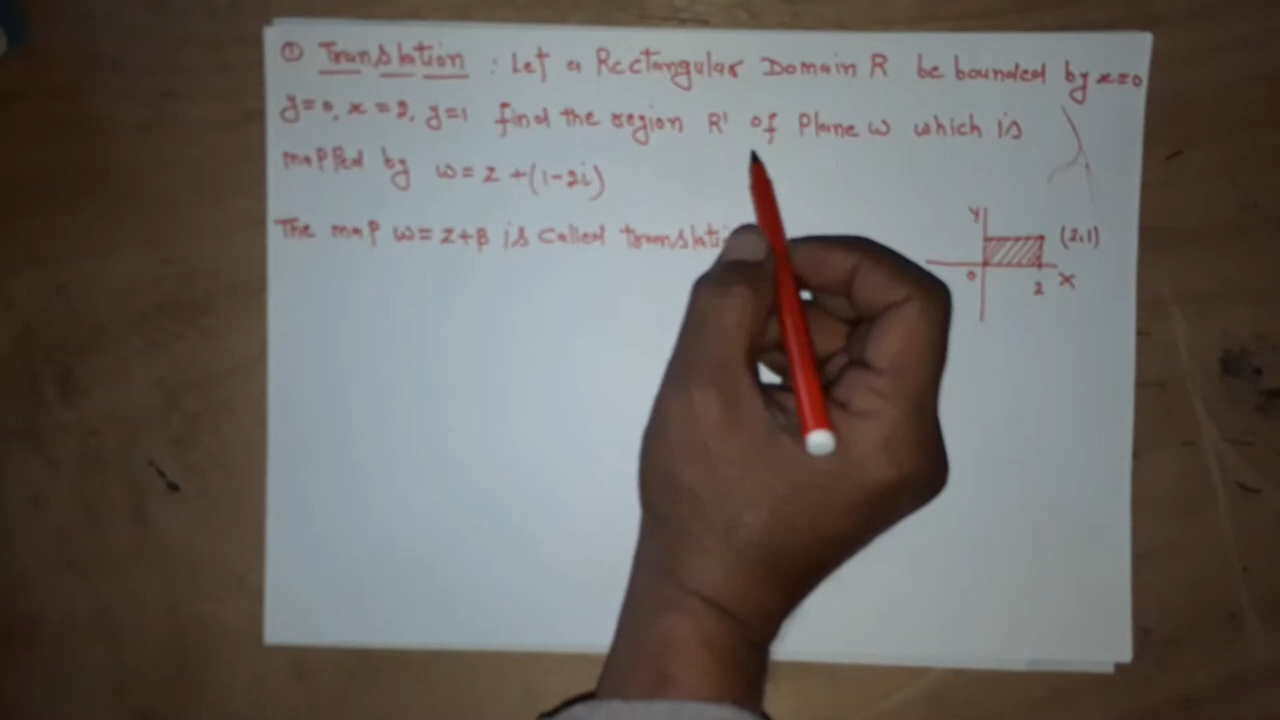 ① Translation : Let a Rectangular Domain R be bounded by x=0
y=0, x=2, y=1 find the region R' of Plane w which is
mapped by w = z + (1-2i)
The map w = z+β is called
Y
(2,1)
0
2
X